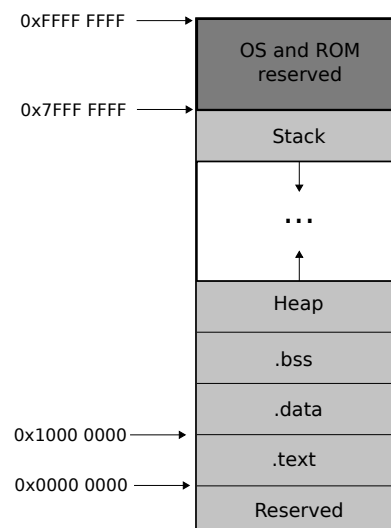 0xFFFF FFFF
OS and ROM
reserved
0x7FFF FFFF
Stack
...
Heap
.bss
.data
0x1000 0000
.text
0x0000 0000
Reserved